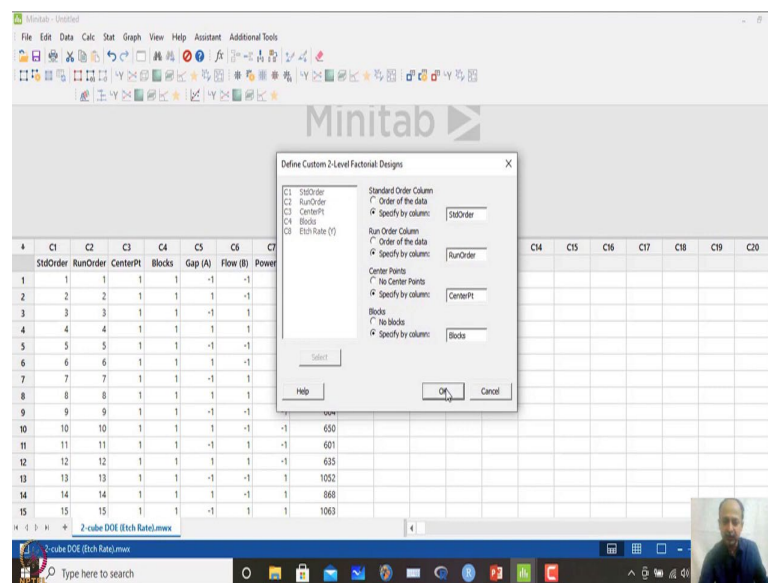 Minitab - Untitled
File Edit Data Calc Stat Graph View Help Assistant Additional Tools
Minitab
Define Custom 2-Level Factorial: Designs X
C1 StdOrder
C2 RunOrder
C3 CenterPt
C4 Blocks
C8 Etch Rate (Y)
Standard Order Column
Order of the data
Specify by column: StdOrder
Run Order Column
Order of the data
Specify by column: RunOrder
Center Points
No Center Points
Specify by column: CenterPt
Blocks
No blocks
Specify by column: Blocks
Select
Help OK Cancel
C1 C2 C3 C4 C5 C6 C7 C14 C15 C16 C17 C18 C19 C20
StdOrder RunOrder CenterPt Blocks Gap (A) Flow (B) Power
1 1 1 1 1 -1 -1
2 2 2 1 1 1 -1
3 3 3 1 1 -1 1
4 4 4 1 1 1 1
5 5 5 1 1 -1 -1
6 6 6 1 1 1 -1
7 7 7 1 1 -1 1
8 8 8 1 1 1 1
9 9 9 1 1 -1 -1 -1 604
10 10 10 1 1 1 -1 -1 650
11 11 11 1 1 -1 1 -1 601
12 12 12 1 1 1 1 -1 635
13 13 13 1 1 -1 -1 1 1052
14 14 14 1 1 1 -1 1 868
15 15 15 1 1 -1 1 1 1063
2-cube DOE (Etch Rate).mwx
2-cube DOE (Etch Rate).mwx
NPTEL Type here to search